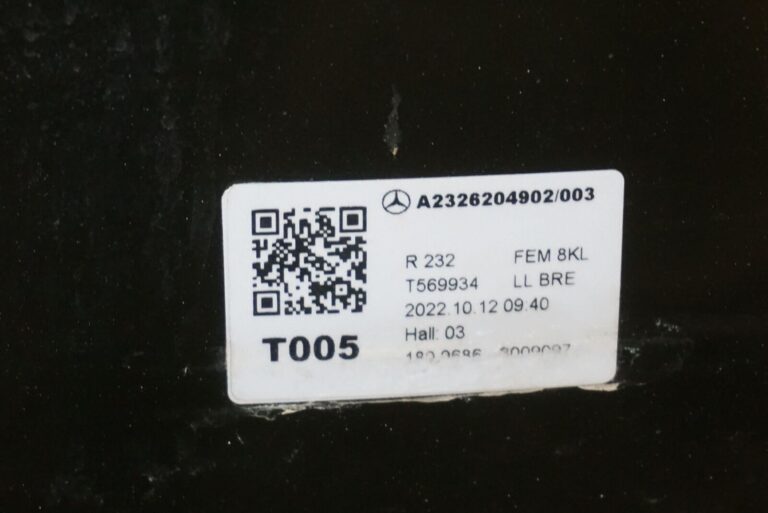 A2326204902/003
R 232 FEM 8KL
T569934 LL BRE
2022.10.12 09.40
Hall: 03
T005